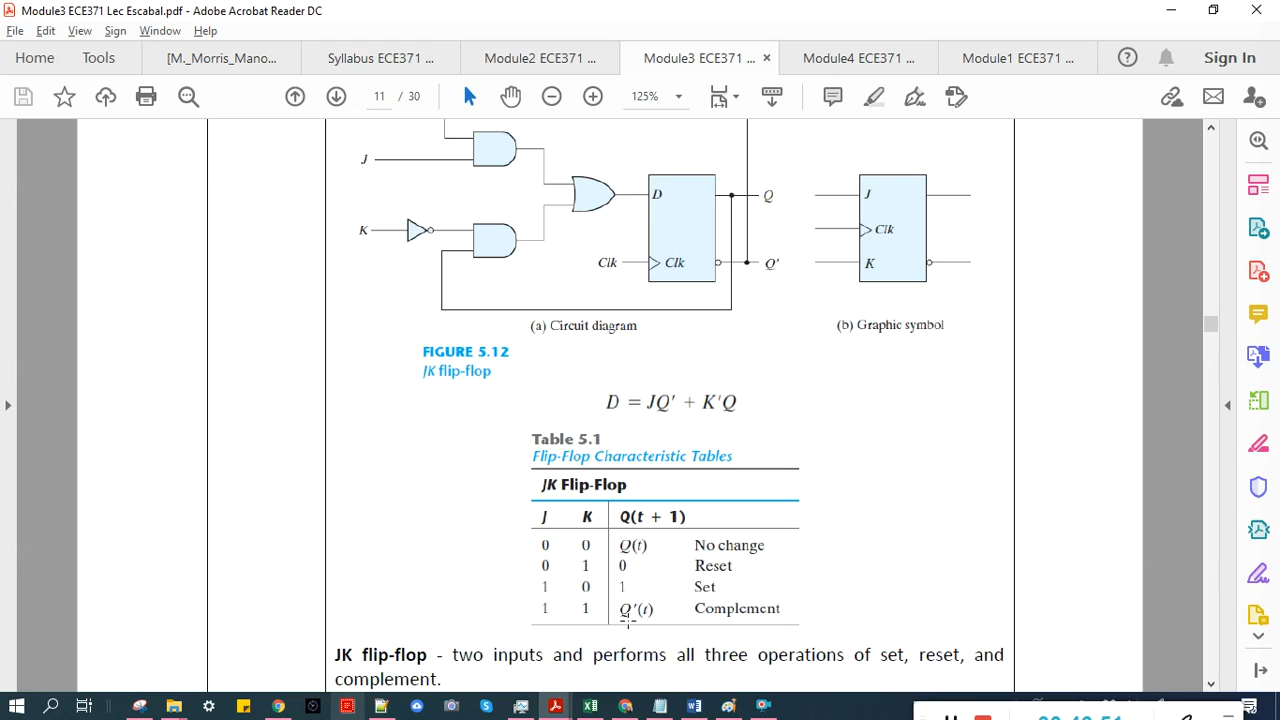 Module3 ECE371 Lec Escabal.pdf - Adobe Acrobat Reader DC
File Edit View Sign Window Help
Home Tools [M._Morris_Mano... Syllabus ECE371 ... Module2 ECE371 ... Module3 ECE371 ... Module4 ECE371 ... Module1 ECE371 ... Sign In
11 / 30 125%
J
K
D
Clk
Clk
Q
Q'
J
Clk
K
(a) Circuit diagram
(b) Graphic symbol
FIGURE 5.12
JK flip-flop
D = JQ' + K'Q
Table 5.1
Flip-Flop Characteristic Tables
JK Flip-Flop
J K Q(t + 1)
0 0 Q(t) No change
0 1 0 Reset
1 0 1 Set
1 1 Q'(t) Complement
JK flip-flop - two inputs and performs all three operations of set, reset, and
complement.